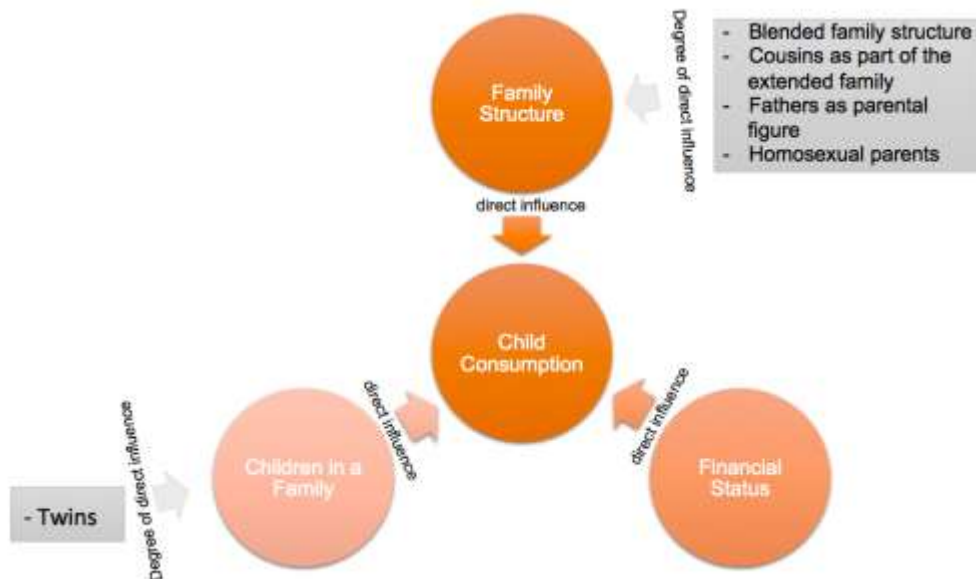 Family
Structure
Degree of direct influence
- Blended family structure
- Cousins as part of the
extended family
- Fathers as parental
figure
- Homosexual parents
direct influence
Child
Consumption
direct influence
direct influence
Children in a
Family
Financial
Status
Degree of direct influence
- Twins